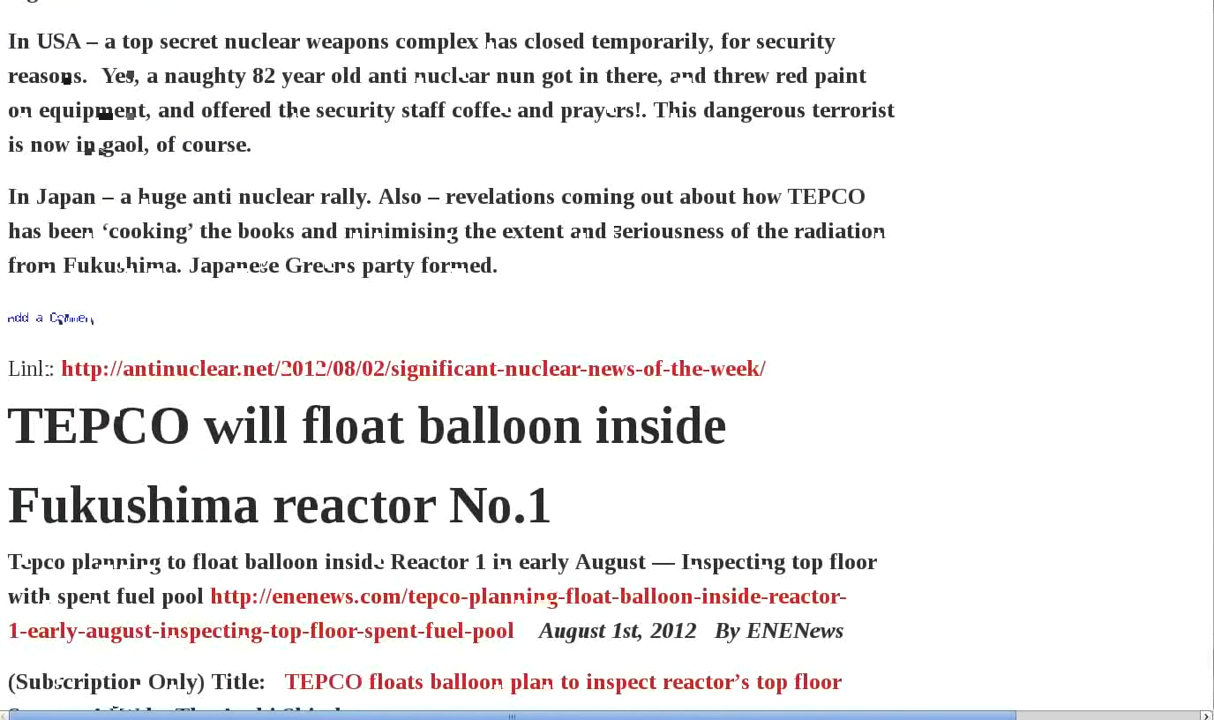 In USA – a top secret nuclear weapons complex has closed temporarily, for security
reasons.  Yes, a naughty 82 year old anti nuclear nun got in there, and threw red paint
on equipment, and offered the security staff coffee and prayers!. This dangerous terrorist
is now in gaol, of course.
In Japan – a huge anti nuclear rally. Also – revelations coming out about how TEPCO
has been ‘cooking’ the books and minimising the extent and seriousness of the radiation
from Fukushima. Japanese Greens party formed.
Add a Commen
Link: http://antinuclear.net/2012/08/02/significant-nuclear-news-of-the-week/
TEPCO will float balloon inside
Fukushima reactor No.1
Tepco planning to float balloon inside Reactor 1 in early August — Inspecting top floor
with spent fuel pool http://enenews.com/tepco-planning-float-balloon-inside-reactor-
1-early-august-inspecting-top-floor-spent-fuel-pool August 1st, 2012 By ENENews
(Subscription Only) Title: TEPCO floats balloon plan to inspect reactor’s top floor